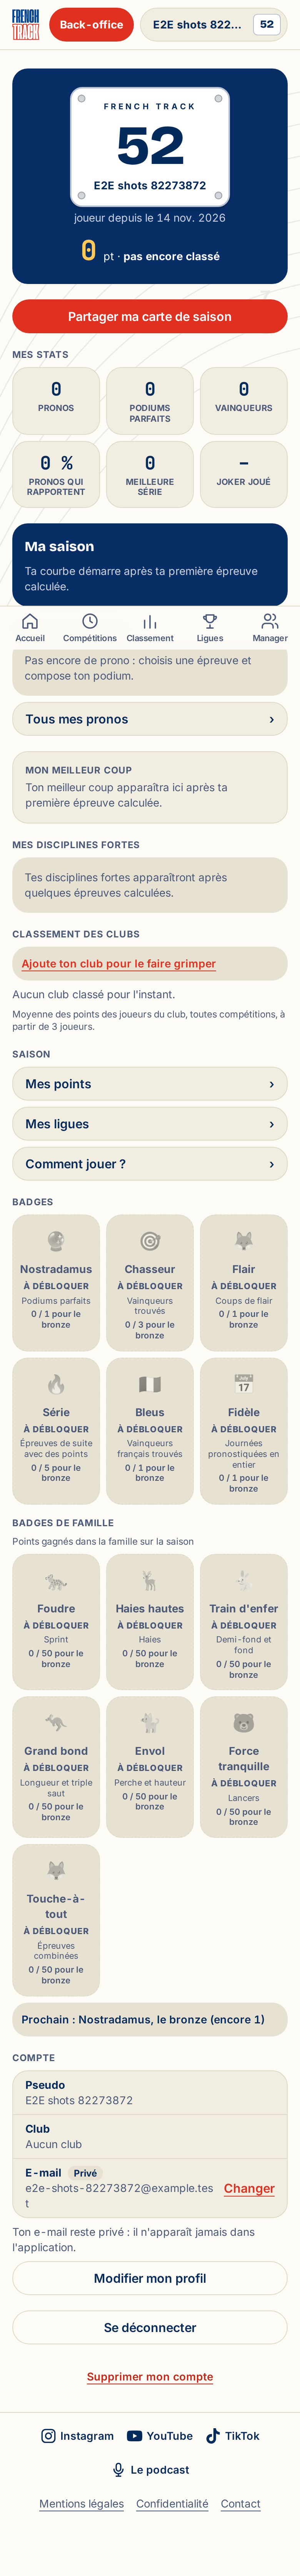 FRENCH
TRACK
Back-office
E2E shots 822...
52
FRENCH TRACK
52
E2E shots 82273872
joueur depuis le 14 nov. 2026
0 pt · pas encore classé
Partager ma carte de saison
MES STATS
0
PRONOS
0
PODIUMS
PARFAITS
0
VAINQUEURS
0 %
PRONOS QUI
RAPPORTENT
0
MEILLEURE
SÉRIE
–
JOKER JOUÉ
Ma saison
Ta courbe démarre après ta première épreuve
calculée.
Accueil
Compétitions
Classement
Ligues
Manager
Pas encore de prono : choisis une épreuve et
compose ton podium.
Tous mes pronos ›
MON MEILLEUR COUP
Ton meilleur coup apparaîtra ici après ta
première épreuve calculée.
MES DISCIPLINES FORTES
Tes disciplines fortes apparaîtront après
quelques épreuves calculées.
CLASSEMENT DES CLUBS
Ajoute ton club pour le faire grimper
Aucun club classé pour l'instant.
Moyenne des points des joueurs du club, toutes compétitions, à
partir de 3 joueurs.
SAISON
Mes points ›
Mes ligues ›
Comment jouer ? ›
BADGES
Nostradamus
À DÉBLOQUER
Podiums parfaits
0 / 1 pour le
bronze
Chasseur
À DÉBLOQUER
Vainqueurs
trouvés
0 / 3 pour le
bronze
Flair
À DÉBLOQUER
Coups de flair
0 / 1 pour le
bronze
Série
À DÉBLOQUER
Épreuves de suite
avec des points
0 / 5 pour le
bronze
Bleus
À DÉBLOQUER
Vainqueurs
français trouvés
0 / 1 pour le
bronze
Fidèle
À DÉBLOQUER
Journées
pronostiquées en
entier
0 / 1 pour le
bronze
BADGES DE FAMILLE
Points gagnés dans la famille sur la saison
Foudre
À DÉBLOQUER
Sprint
0 / 50 pour le
bronze
Haies hautes
À DÉBLOQUER
Haies
0 / 50 pour le
bronze
Train d'enfer
À DÉBLOQUER
Demi-fond et
fond
0 / 50 pour le
bronze
Grand bond
À DÉBLOQUER
Longueur et triple
saut
0 / 50 pour le
bronze
Envol
À DÉBLOQUER
Perche et hauteur
0 / 50 pour le
bronze
Force
tranquille
À DÉBLOQUER
Lancers
0 / 50 pour le
bronze
Touche-à-
tout
À DÉBLOQUER
Épreuves
combinées
0 / 50 pour le
bronze
Prochain : Nostradamus, le bronze (encore 1)
COMPTE
Pseudo
E2E shots 82273872
Club
Aucun club
E-mail Privé
e2e-shots-82273872@example.tes
t
Changer
Ton e-mail reste privé : il n'apparaît jamais dans
l'application.
Modifier mon profil
Se déconnecter
Supprimer mon compte
Instagram
YouTube
TikTok
Le podcast
Mentions légales
Confidentialité
Contact